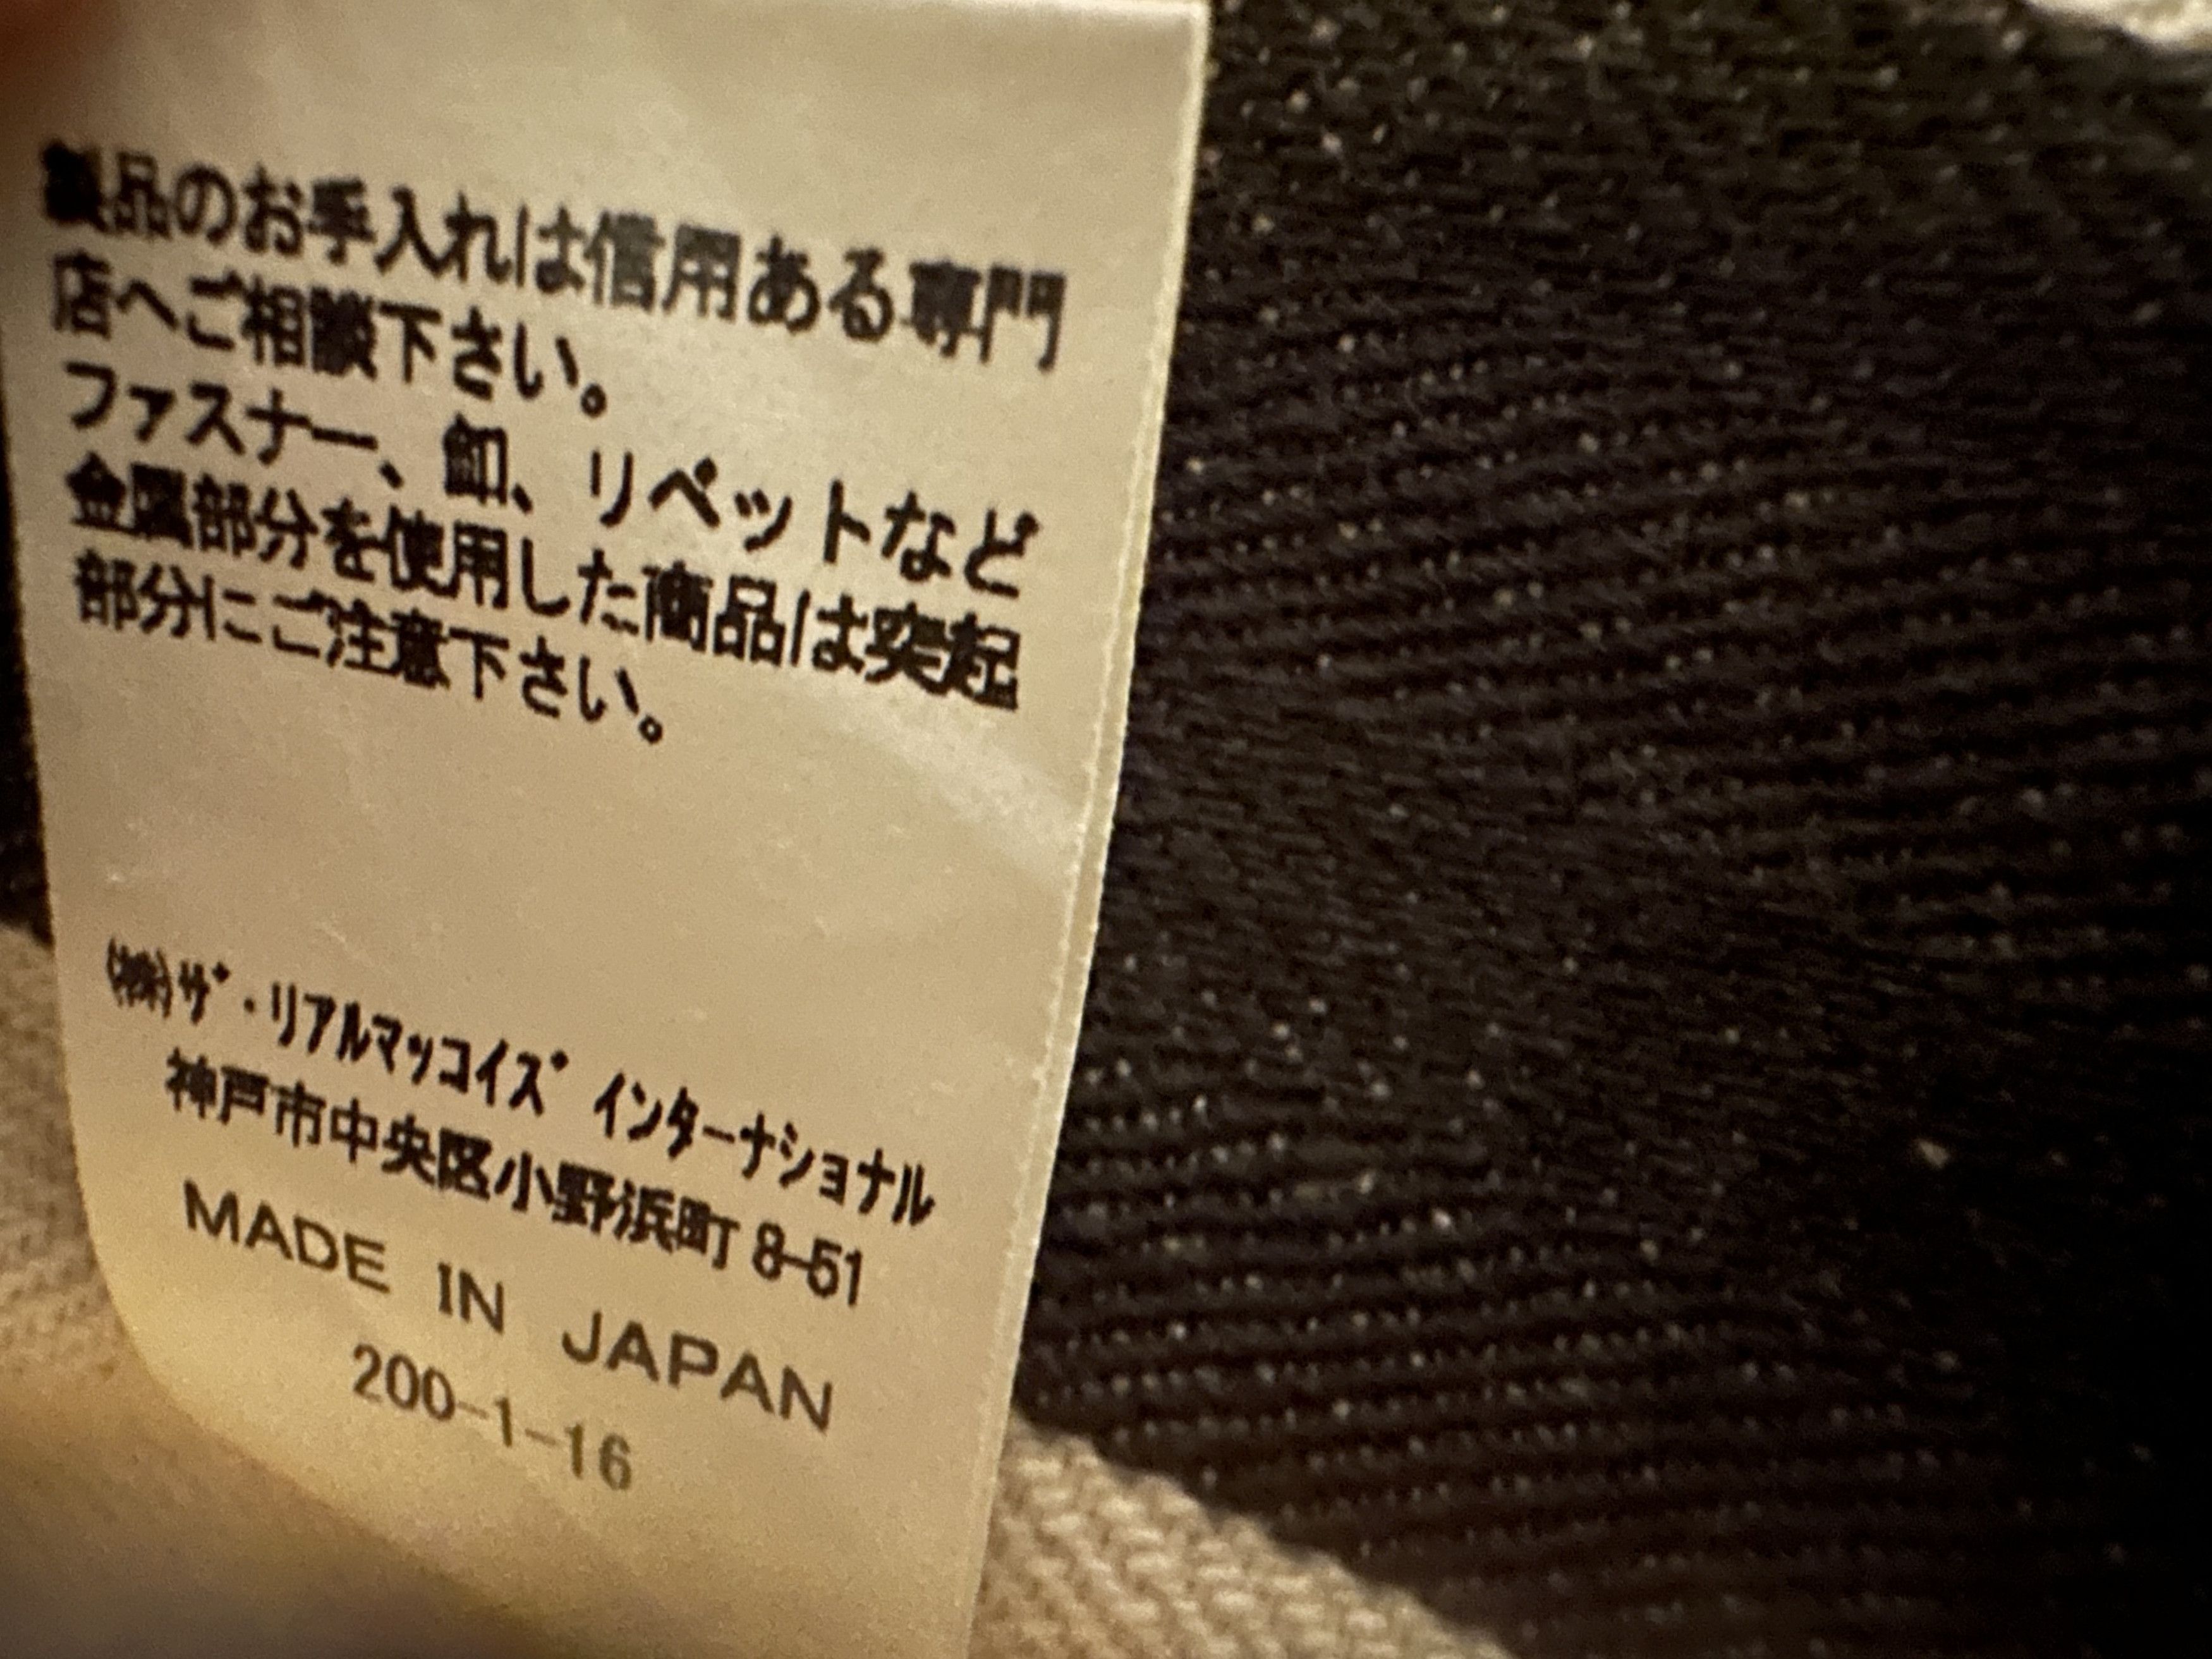 製品のお手入れは信用ある専門
店へご相談下さい。
ファスナー、釦、リベットなど
金属部分を使用した商品は突起
部分にご注意下さい。
㈱ｻﾞ･ﾘｱﾙﾏｯｺｲｽﾞ ｲﾝﾀｰﾅｼｮﾅﾙ
神戸市中央区小野浜町 8-51
MADE IN JAPAN
200-1-16